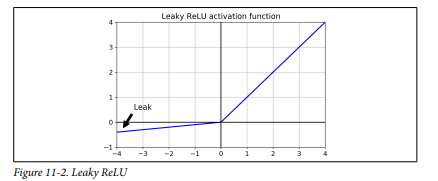 Leaky ReLU activation function
4
3
2
1
0
−1
Leak
−4 −3 −2 −1 0 1 2 3 4
Figure 11-2. Leaky ReLU